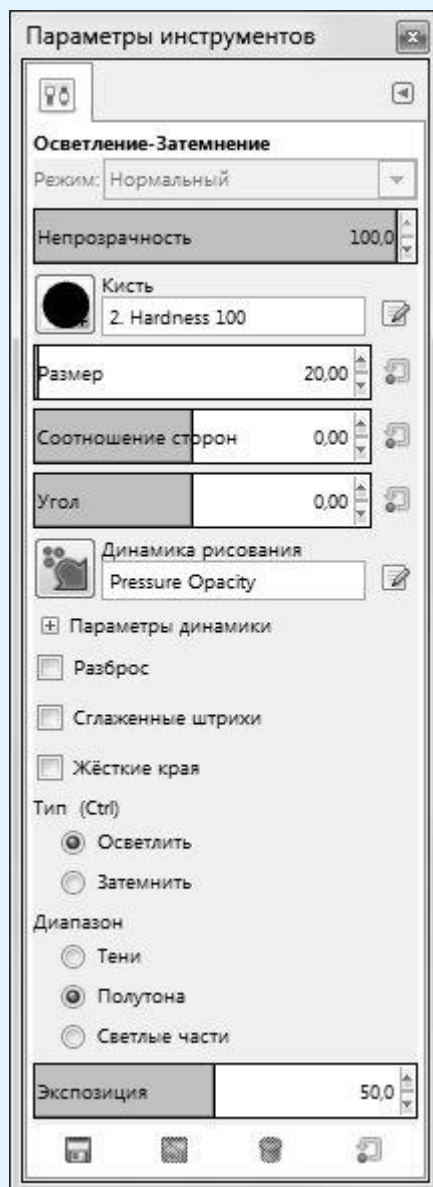 Параметры инструментов
Осветление-Затемнение
Режим: Нормальный
Непрозрачность 100,0
Кисть
2. Hardness 100
Размер 20,00
Соотношение сторон 0,00
Угол 0,00
Динамика рисования
Pressure Opacity
Параметры динамики
Разброс
Сглаженные штрихи
Жёсткие края
Тип (Ctrl)
Осветлить
Затемнить
Диапазон
Тени
Полутона
Светлые части
Экспозиция 50,0